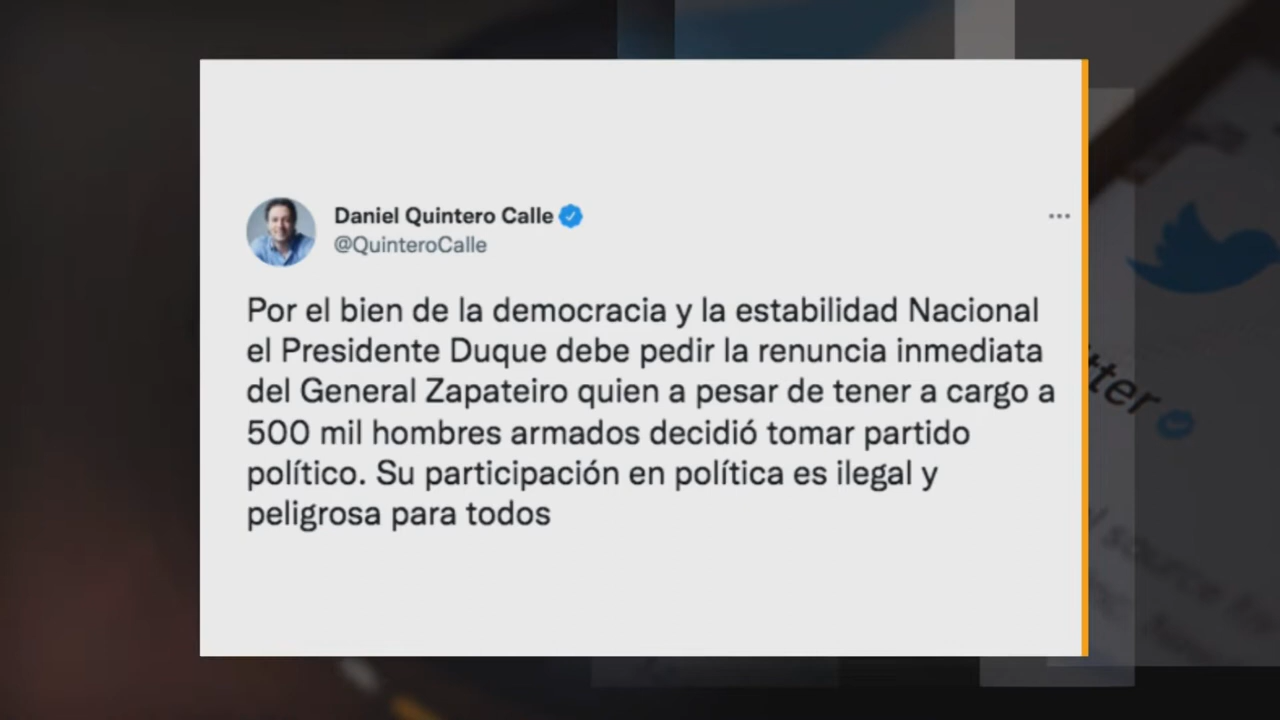 Daniel Quintero Calle
@QuinteroCalle
Por el bien de la democracia y la estabilidad Nacional
el Presidente Duque debe pedir la renuncia inmediata
del General Zapateiro quien a pesar de tener a cargo a
500 mil hombres armados decidió tomar partido
político. Su participación en política es ilegal y
peligrosa para todos
tter
source